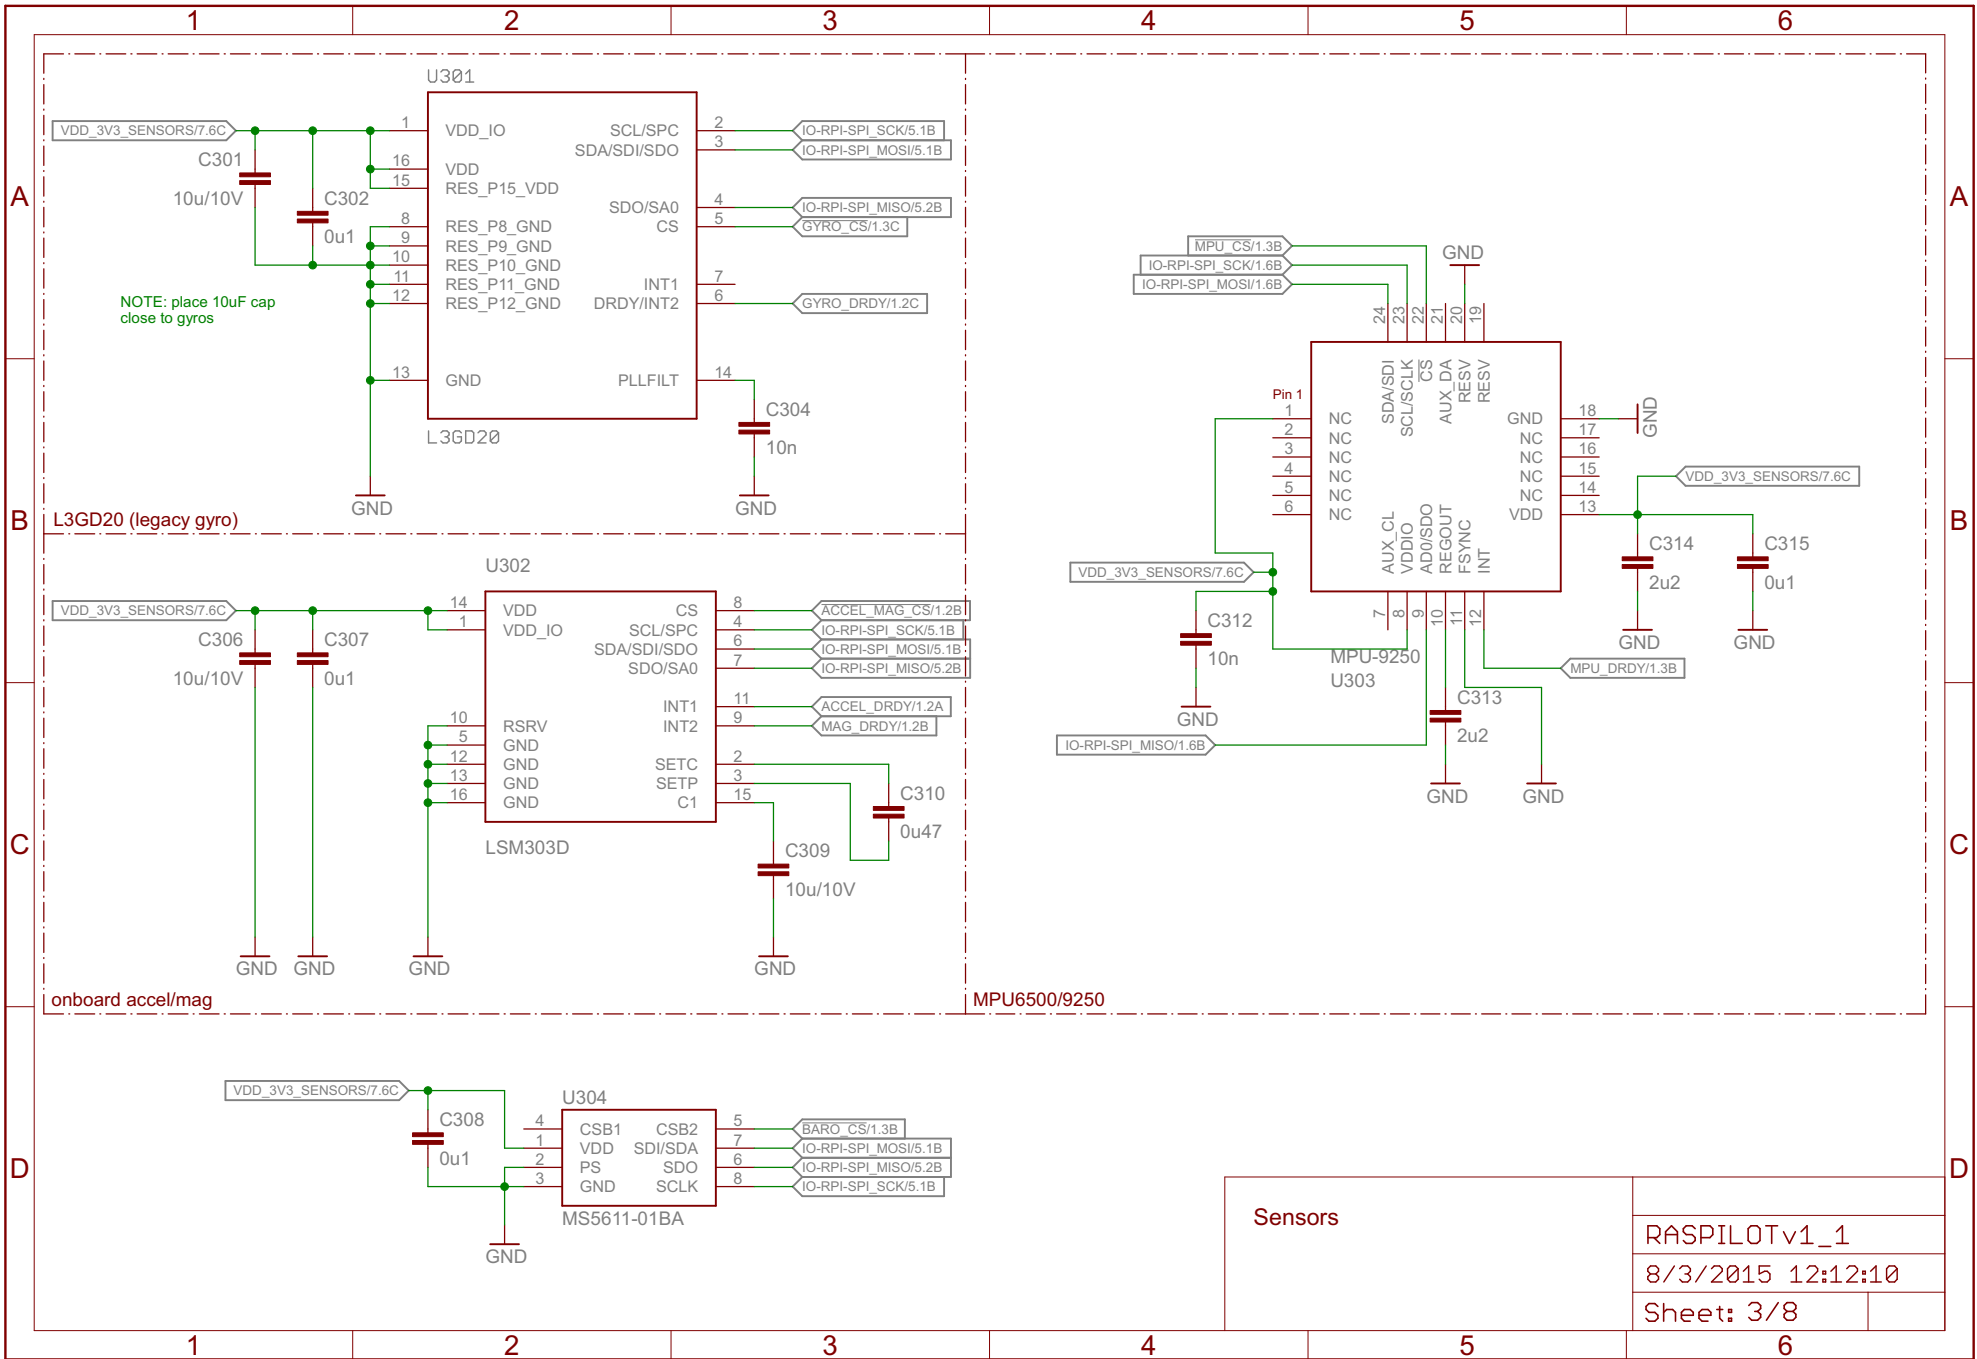 1 2 3 4 5 6
A A
B B
C C
D D
U301
VDD_3V3_SENSORS/7.6C
C301
10u/10V
C302
0u1
NOTE: place 10uF cap
close to gyros
1 VDD_IO
16 VDD
15 RES_P15_VDD
8 RES_P8_GND
9 RES_P9_GND
10 RES_P10_GND
11 RES_P11_GND
12 RES_P12_GND
13 GND
SCL/SPC 2 IO-RPI-SPI_SCK/5.1B
SDA/SDI/SDO 3 IO-RPI-SPI_MOSI/5.1B
SDO/SA0 4 IO-RPI-SPI_MISO/5.2B
CS 5 GYRO_CS/1.3C
INT1 7
DRDY/INT2 6 GYRO_DRDY/1.2C
PLLFILT 14
C304
10n
L3GD20
GND
GND
L3GD20 (legacy gyro)
U302
VDD_3V3_SENSORS/7.6C
C306
10u/10V
C307
0u1
14 VDD
1 VDD_IO
10 RSRV
5 GND
12 GND
13 GND
16 GND
CS 8 ACCEL_MAG_CS/1.2B
SCL/SPC 4 IO-RPI-SPI_SCK/5.1B
SDA/SDI/SDO 6 IO-RPI-SPI_MOSI/5.1B
SDO/SA0 7 IO-RPI-SPI_MISO/5.2B
INT1 11 ACCEL_DRDY/1.2A
INT2 9 MAG_DRDY/1.2B
SETC 2
SETP 3
C1 15
C310
0u47
C309
10u/10V
LSM303D
GND GND GND GND
onboard accel/mag
MPU_CS/1.3B
IO-RPI-SPI_SCK/1.6B
IO-RPI-SPI_MOSI/1.6B
GND
24 23 22 21 20 19
SDA/SDI
SCL/SCLK
CS
AUX_DA
RESV
RESV
Pin 1
1 NC
2 NC
3 NC
4 NC
5 NC
6 NC
GND 18 GND
NC 17
NC 16
NC 15
NC 14
VDD 13
AUX_CL
VDDIO
AD0/SDO
REGOUT
FSYNC
INT
7 8 9 10 11 12
VDD_3V3_SENSORS/7.6C
C314
2u2
C315
0u1
GND GND
VDD_3V3_SENSORS/7.6C
C312
10n
GND
MPU-9250
U303
MPU_DRDY/1.3B
C313
2u2
IO-RPI-SPI_MISO/1.6B
GND GND
MPU6500/9250
VDD_3V3_SENSORS/7.6C
C308
0u1
U304
4 CSB1
1 VDD
2 PS
3 GND
CSB2 5 BARO_CS/1.3B
SDI/SDA 7 IO-RPI-SPI_MOSI/5.1B
SDO 6 IO-RPI-SPI_MISO/5.2B
SCLK 8 IO-RPI-SPI_SCK/5.1B
MS5611-01BA
GND
Sensors
RASPILOTv1_1
8/3/2015 12:12:10
Sheet: 3/8
1 2 3 4 5 6